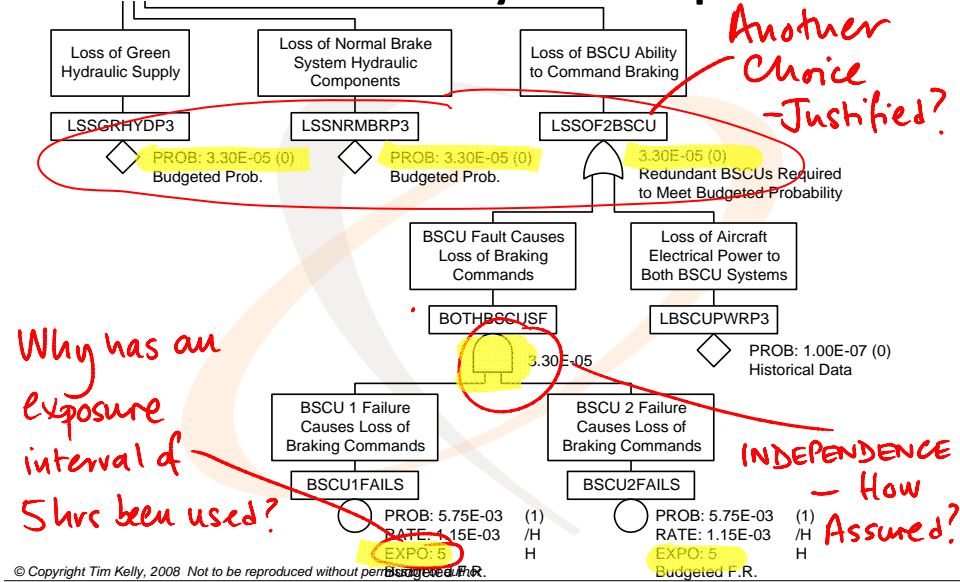 Loss of Green
Hydraulic Supply
Loss of Normal Brake
System Hydraulic
Components
Loss of BSCU Ability
to Command Braking
Another
Choice
-Justified?
LSSGRHYDP3
LSSNRMBRP3
LSSOF2BSCU
PROB: 3.30E-05 (0)
Budgeted Prob.
PROB: 3.30E-05 (0)
Budgeted Prob.
3.30E-05 (0)
Redundant BSCUs Required
to Meet Budgeted Probability
BSCU Fault Causes
Loss of Braking
Commands
Loss of Aircraft
Electrical Power to
Both BSCU Systems
BOTHBSCUSF
LBSCUPWRP3
3.30E-05
PROB: 1.00E-07 (0)
Historical Data
Why has an
exposure
interval of
5hrs been used?
BSCU 1 Failure
Causes Loss of
Braking Commands
BSCU 2 Failure
Causes Loss of
Braking Commands
INDEPENDENCE
- How
Assured?
BSCU1FAILS
BSCU2FAILS
PROB: 5.75E-03 (1)
RATE: 1.15E-03 /H
EXPO: 5 H
Budgeted F.R.
PROB: 5.75E-03 (1)
RATE: 1.15E-03 /H
EXPO: 5 H
Budgeted F.R.
© Copyright Tim Kelly, 2008 Not to be reproduced without